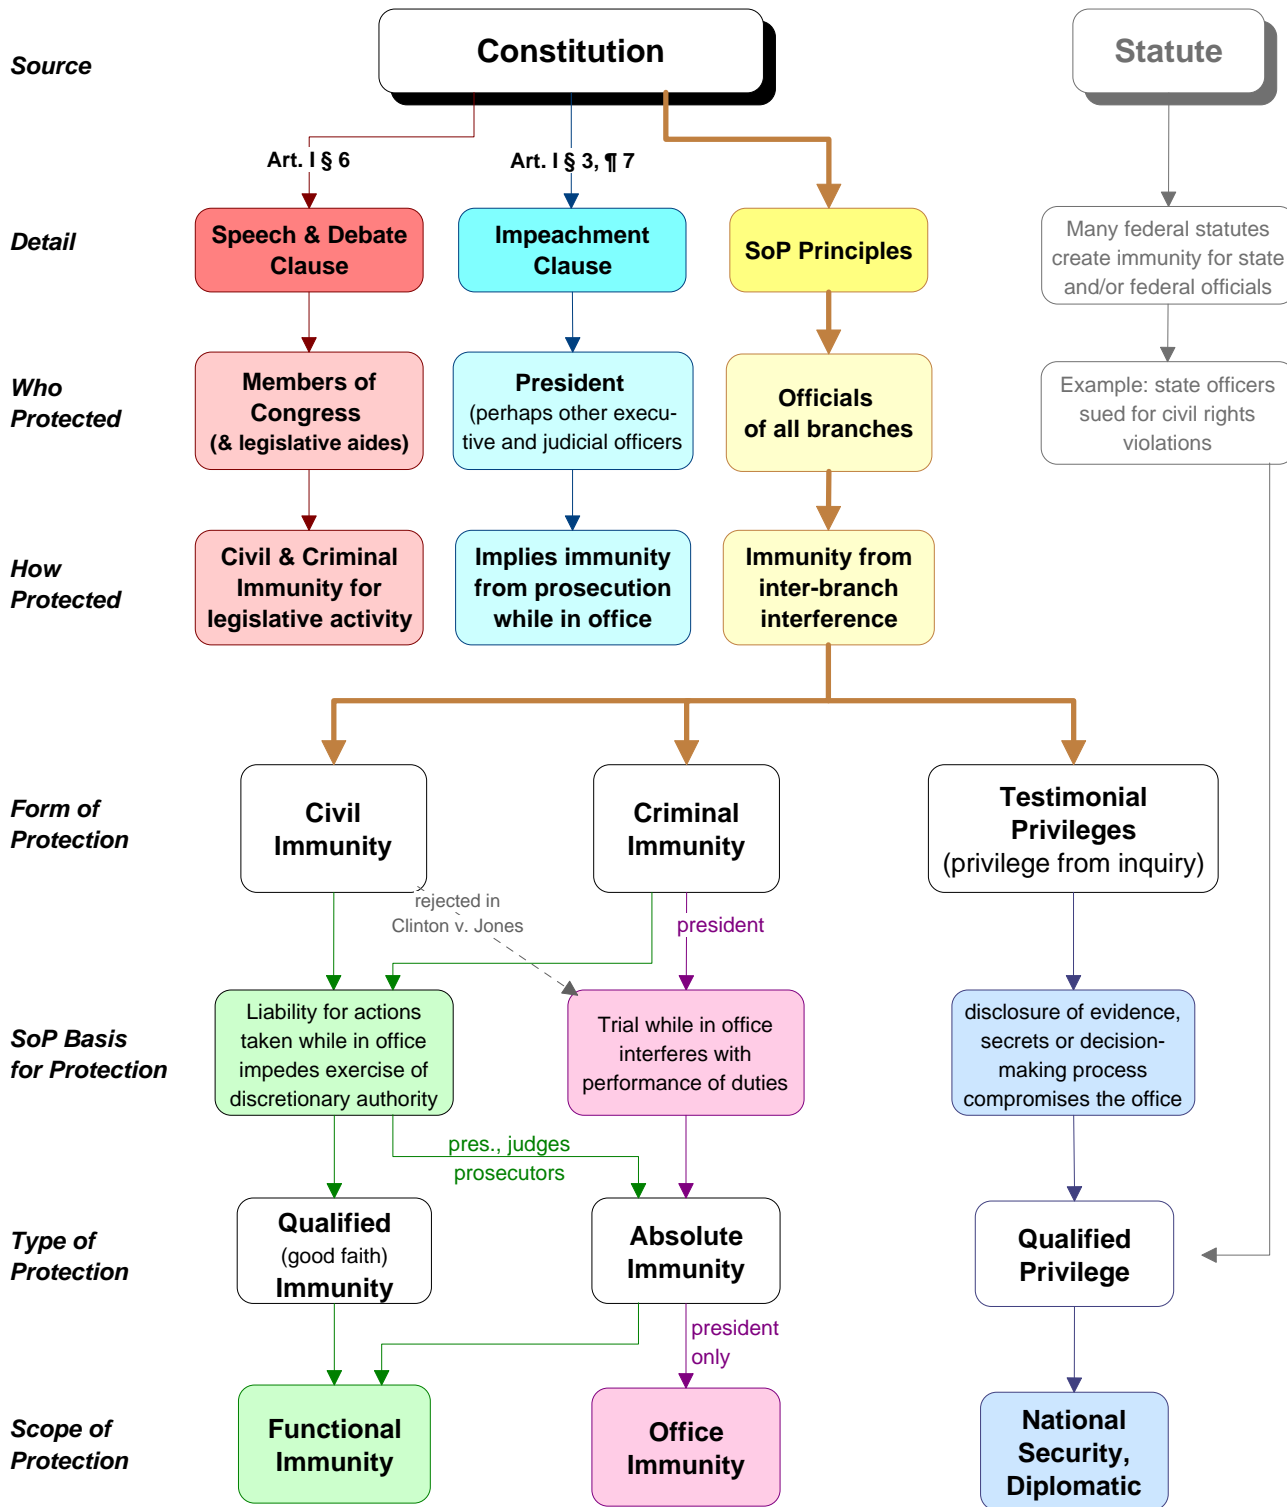 Source
Constitution
Statute
Art. I § 6
Art. I § 3, ¶ 7
Detail
Speech & Debate
Clause
Impeachment
Clause
SoP Principles
Many federal statutes
create immunity for state
and/or federal officials
Who
Protected
Members of
Congress
(& legislative aides)
President
(perhaps other execu-
tive and judicial officers
Officials
of all branches
Example: state officers
sued for civil rights
violations
How
Protected
Civil & Criminal
Immunity for
legislative activity
Implies immunity
from prosecution
while in office
Immunity from
inter-branch
interference
Form of
Protection
Civil
Immunity
Criminal
Immunity
Testimonial
Privileges
(privilege from inquiry)
rejected in
Clinton v. Jones
president
SoP Basis
for Protection
Liability for actions
taken while in office
impedes exercise of
discretionary authority
Trial while in office
interferes with
performance of duties
disclosure of evidence,
secrets or decision-
making process
compromises the office
pres., judges
prosecutors
Type of
Protection
Qualified
(good faith)
Immunity
Absolute
Immunity
Qualified
Privilege
president
only
Scope of
Protection
Functional
Immunity
Office
Immunity
National
Security,
Diplomatic